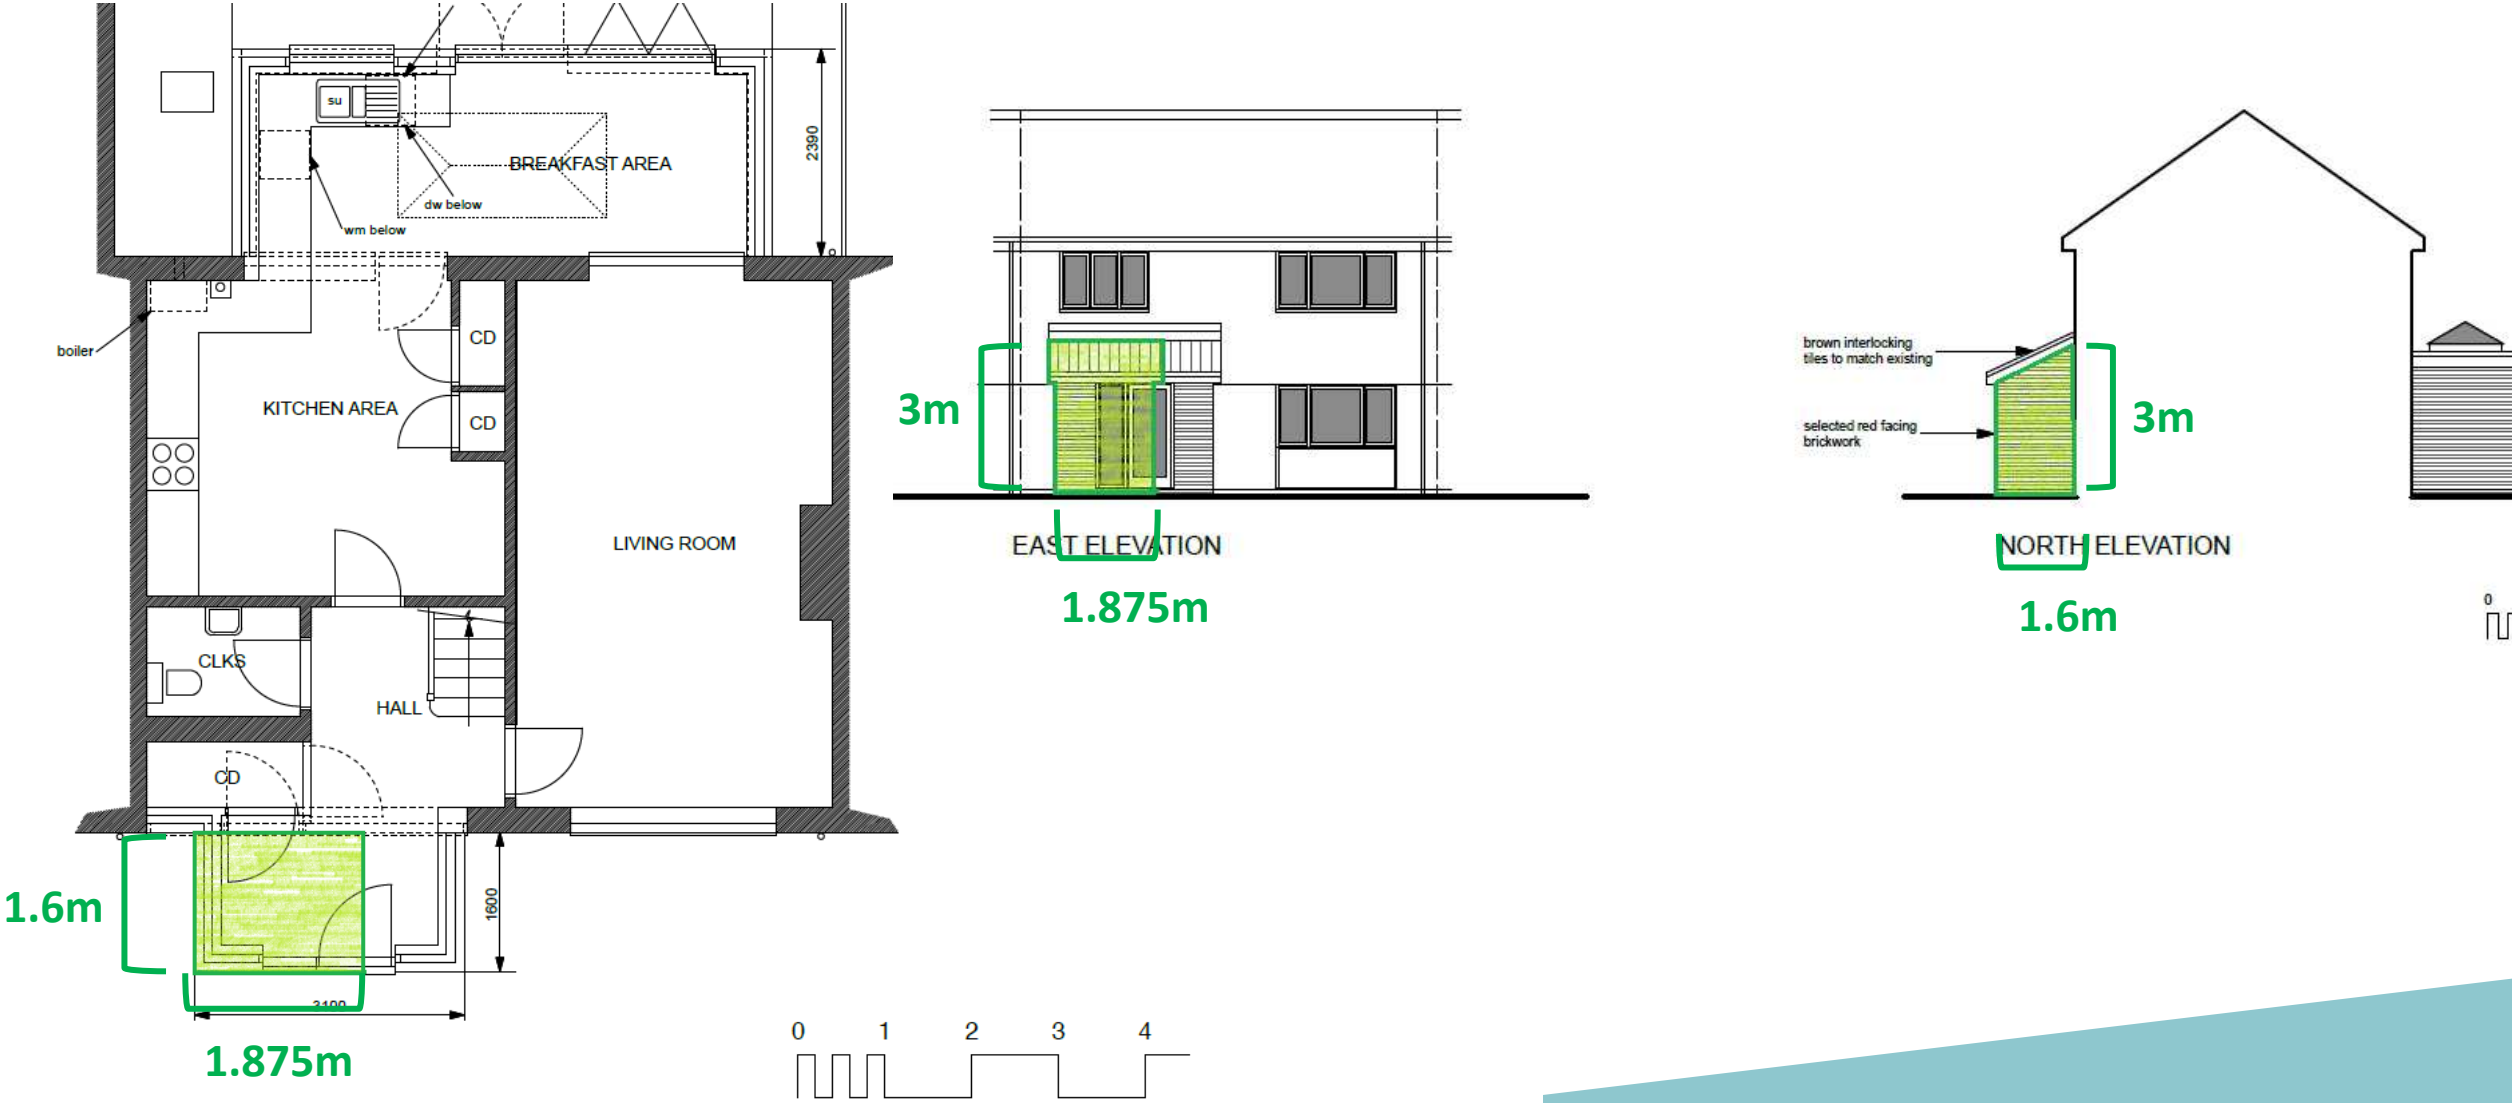 su
BREAKFAST AREA
2390
dw below
wm below
boiler
CD
KITCHEN AREA
CD
LIVING ROOM
CLKS
HALL
CD
1.6m
1600
3100
1.875m
0 1 2 3 4
3m
EAST ELEVATION
1.875m
brown interlocking
tiles to match existing
selected red facing
brickwork
3m
NORTH ELEVATION
1.6m
0